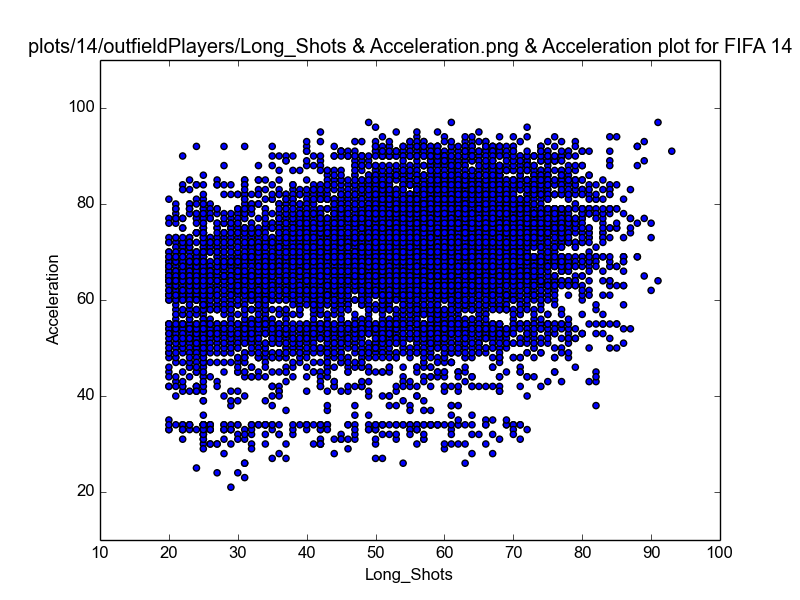 plots/14/outfieldPlayers/Long_Shots & Acceleration.png & Acceleration plot for FIFA 14
100
80
60
40
20
Acceleration
10 20 30 40 50 60 70 80 90 100
Long_Shots